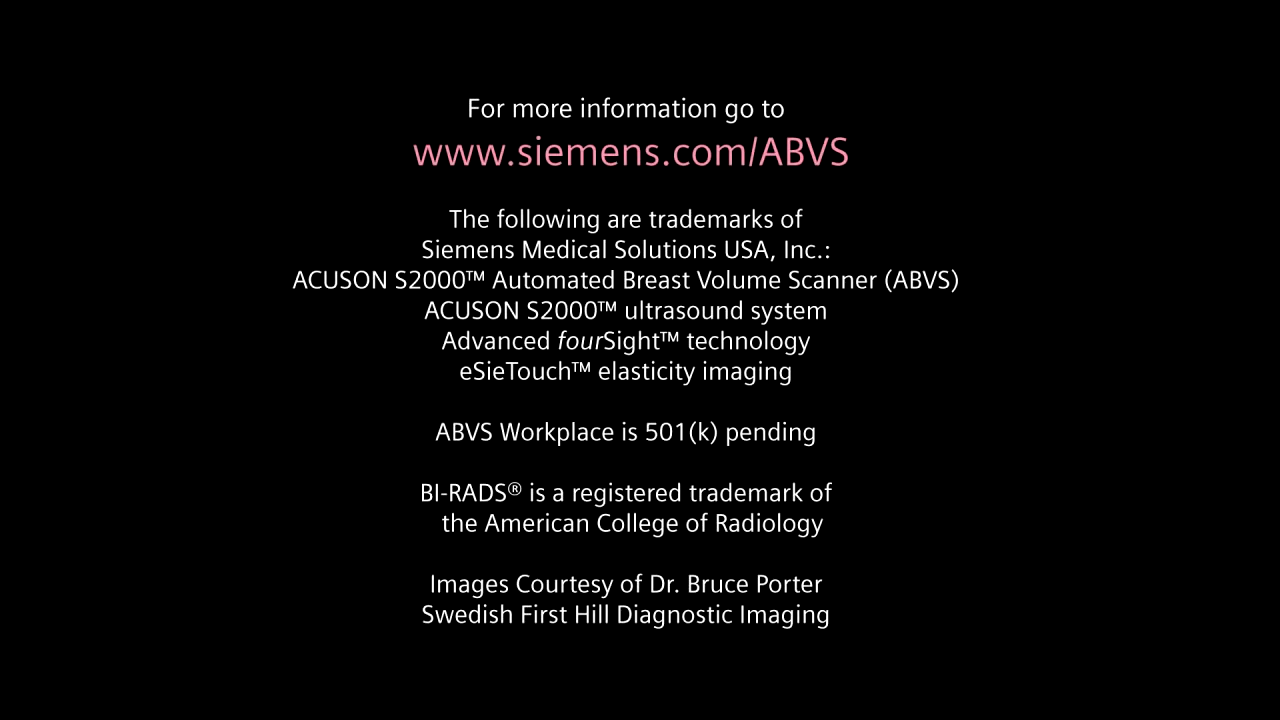 For more information go to
www.siemens.com/ABVS
The following are trademarks of
Siemens Medical Solutions USA, Inc.:
ACUSON S2000™ Automated Breast Volume Scanner (ABVS)
ACUSON S2000™ ultrasound system
Advanced fourSight™ technology
eSieTouch™ elasticity imaging
ABVS Workplace is 501(k) pending
BI-RADS® is a registered trademark of
the American College of Radiology
Images Courtesy of Dr. Bruce Porter
Swedish First Hill Diagnostic Imaging